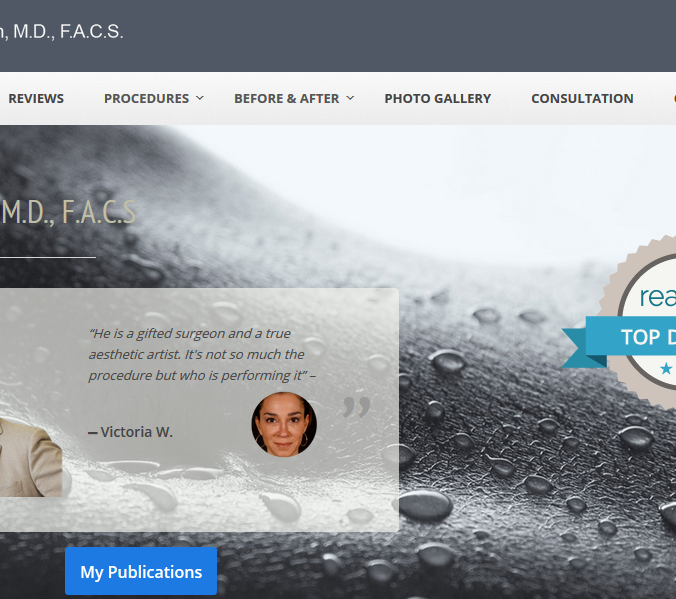 M.D., F.A.C.S.
REVIEWS PROCEDURES BEFORE & AFTER PHOTO GALLERY CONSULTATION
M.D., F.A.C.S
“He is a gifted surgeon and a true
aesthetic artist. It's not so much the
procedure but who is performing it” –
– Victoria W.
”
rea
TOP D
My Publications